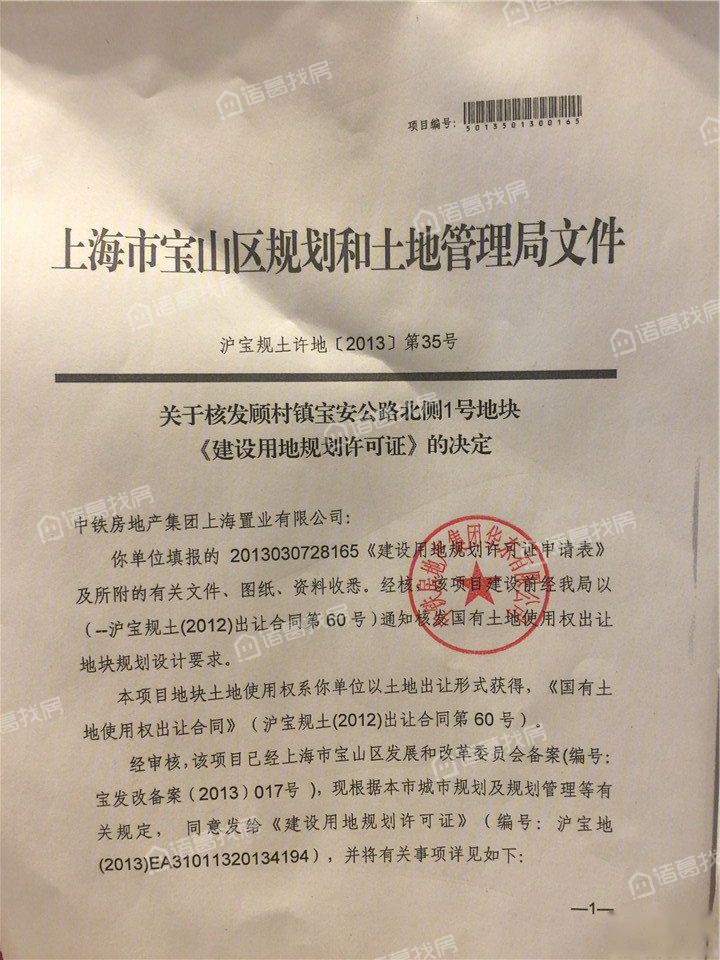 项目编号:
5013501300165
上海市宝山区规划和土地管理局文件
沪宝规土许地〔2013〕第35号
关于核发顾村镇宝安公路北侧1号地块
《建设用地规划许可证》的决定
中铁房地产集团上海置业有限公司:
你单位填报的 2013030728165《建设用地规划许可证申请表》
及所附的有关文件、图纸、资料收悉。经核,该项目建设前经我局以
(--沪宝规土(2012)出让合同第 60 号)通知核发国有土地使用权出让
地块规划设计要求。
本项目地块土地使用权系你单位以土地出让形式获得,《国有土
地使用权出让合同》(沪宝规土(2012)出让合同第 60 号)。
经审核,该项目已经上海市宝山区发展和改革委员会备案(编号:
宝发改备案(2013)017号),现根据本市城市规划及规划管理等有
关规定, 同意发给《建设用地规划许可证》(编号: 沪宝地
(2013)EA31011320134194),并将有关事项详见如下:
—1—
诸葛找房